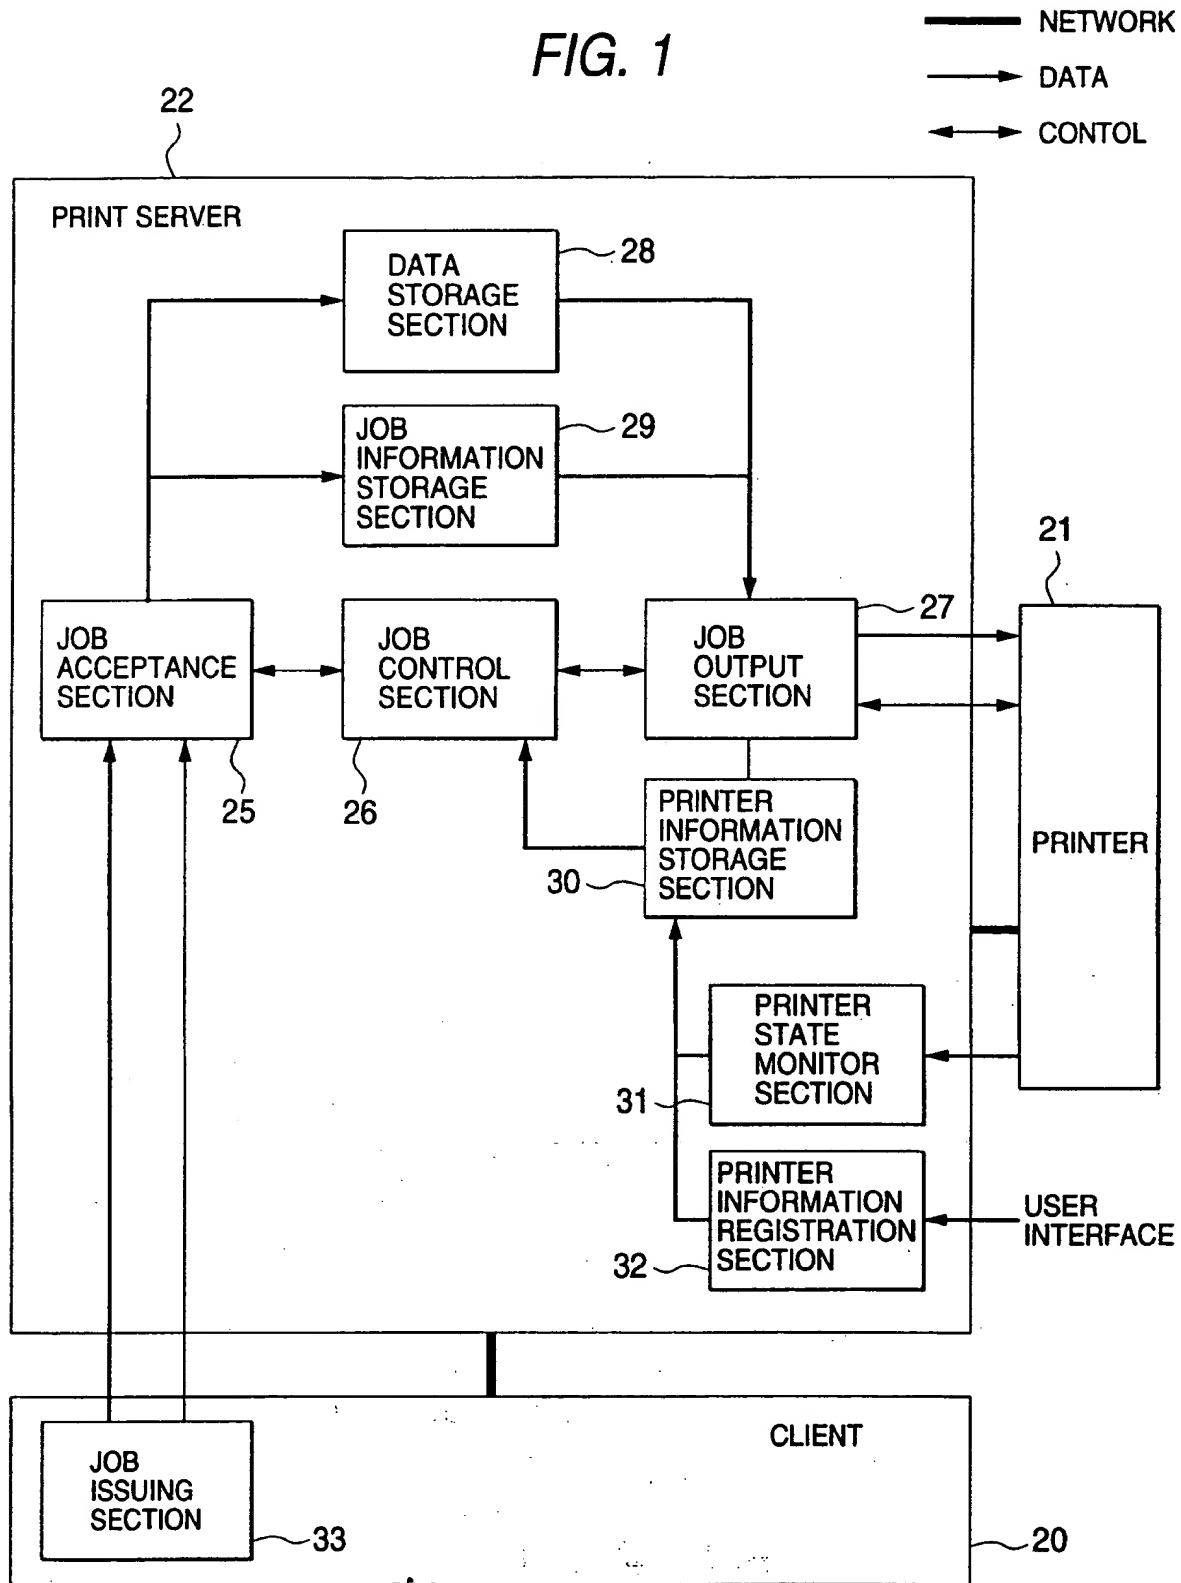 FIG. 1
NETWORK
DATA
CONTOL
22
PRINT SERVER
DATA
STORAGE
SECTION
28
JOB
INFORMATION
STORAGE
SECTION
29
21
JOB
ACCEPTANCE
SECTION
25
JOB
CONTROL
SECTION
26
JOB
OUTPUT
SECTION
27
PRINTER
PRINTER
INFORMATION
STORAGE
SECTION
30
PRINTER
STATE
MONITOR
SECTION
31
PRINTER
INFORMATION
REGISTRATION
SECTION
32
USER
INTERFACE
CLIENT
JOB
ISSUING
SECTION
33
20